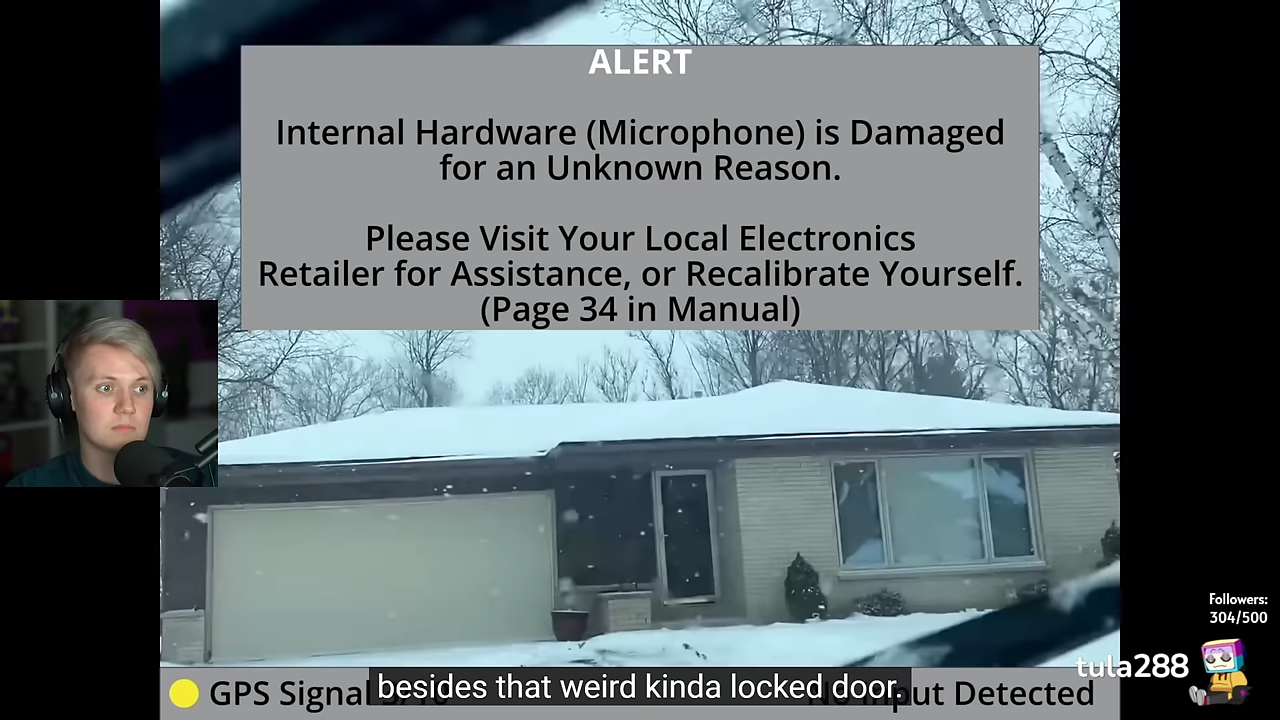 ALERT
Internal Hardware (Microphone) is Damaged
for an Unknown Reason.
Please Visit Your Local Electronics
Retailer for Assistance, or Recalibrate Yourself.
(Page 34 in Manual)
Followers:
304/500
tula288
GPS Signal
Input Detected
besides that weird kinda locked door.